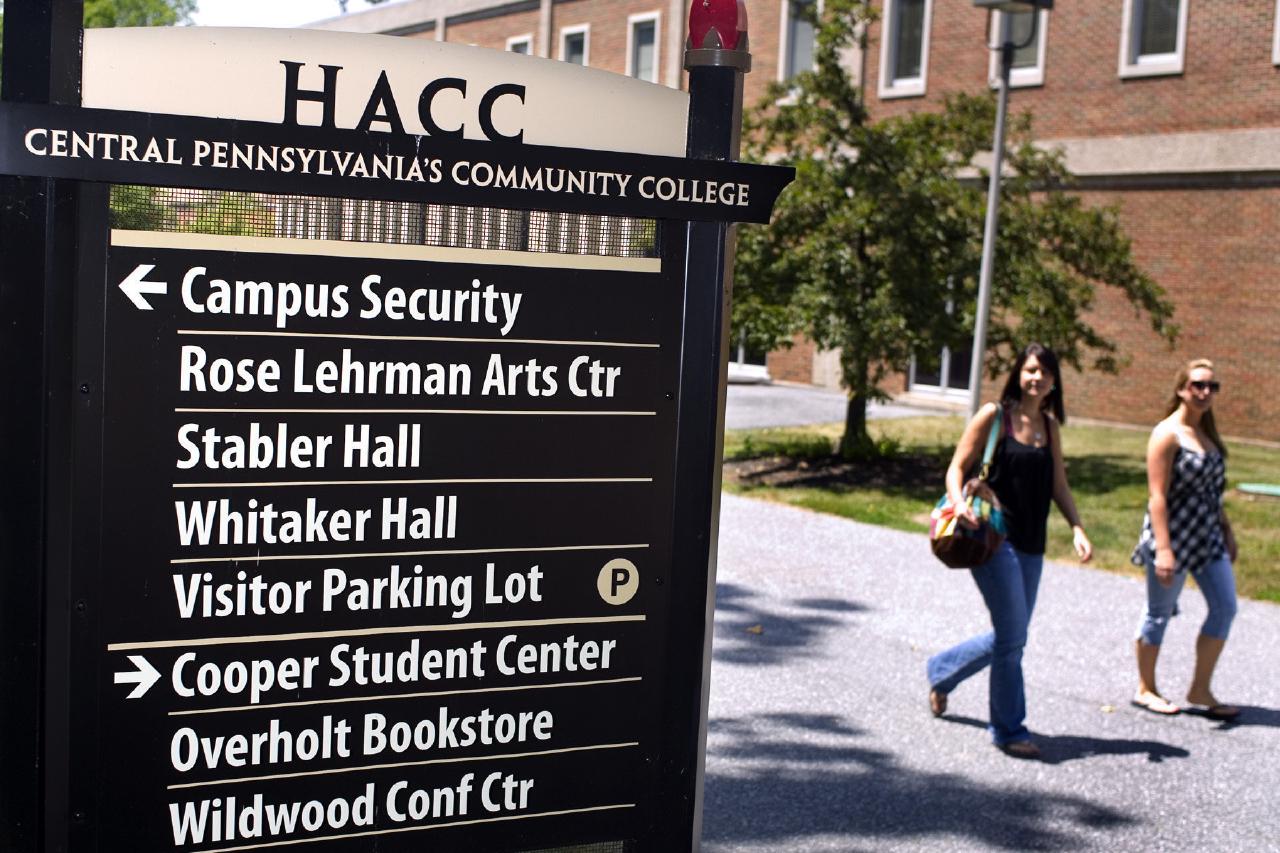 HACC
CENTRAL PENNSYLVANIA'S COMMUNITY COLLEGE
Campus Security
Rose Lehrman Arts Ctr
Stabler Hall
Whitaker Hall
Visitor Parking Lot P
Cooper Student Center
Overholt Bookstore
Wildwood Conf Ctr